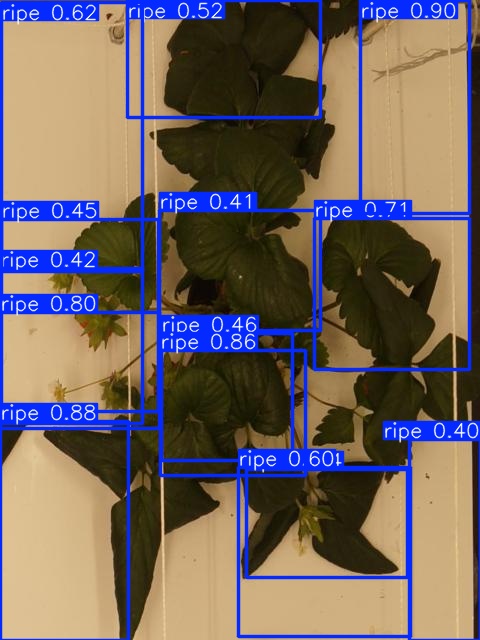 ripe 0.62
ripe 0.52
ripe 0.90
ripe 0.45
ripe 0.41
ripe 0.71
ripe 0.42
ripe 0.80
ripe 0.46
ripe 0.86
ripe 0.88
ripe 0.40
ripe 0.60